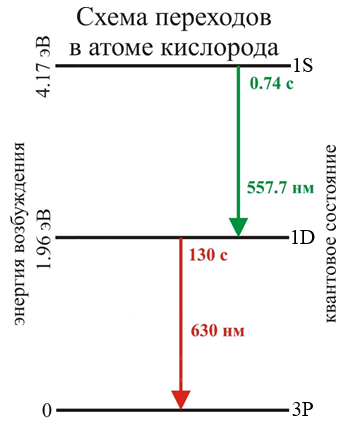 Схема переходов
в атоме кислорода
4.17 эВ
1S
0.74 с
557.7 нм
энергия возбуждения
квантовое состояние
1.96 эВ
1D
130 с
630 нм
0
3P